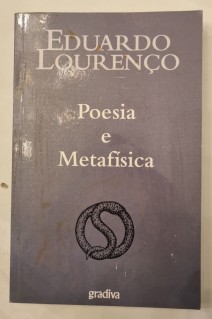 EDUARDO
LOURENÇO
Poesia
e
Metafísica
gradiva